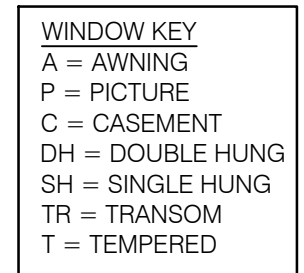 WINDOW KEY
A = AWNING
P = PICTURE
C = CASEMENT
DH = DOUBLE HUNG
SH = SINGLE HUNG
TR = TRANSOM
T = TEMPERED